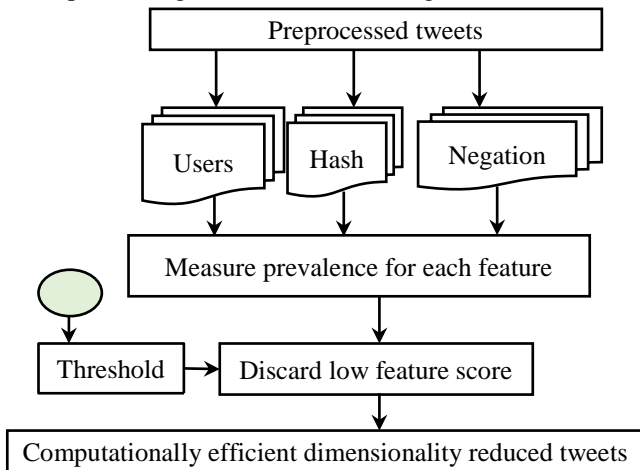 Preprocessed tweets
Users
Hash
Negation
Measure prevalence for each feature
Threshold
Discard low feature score
Computationally efficient dimensionality reduced tweets